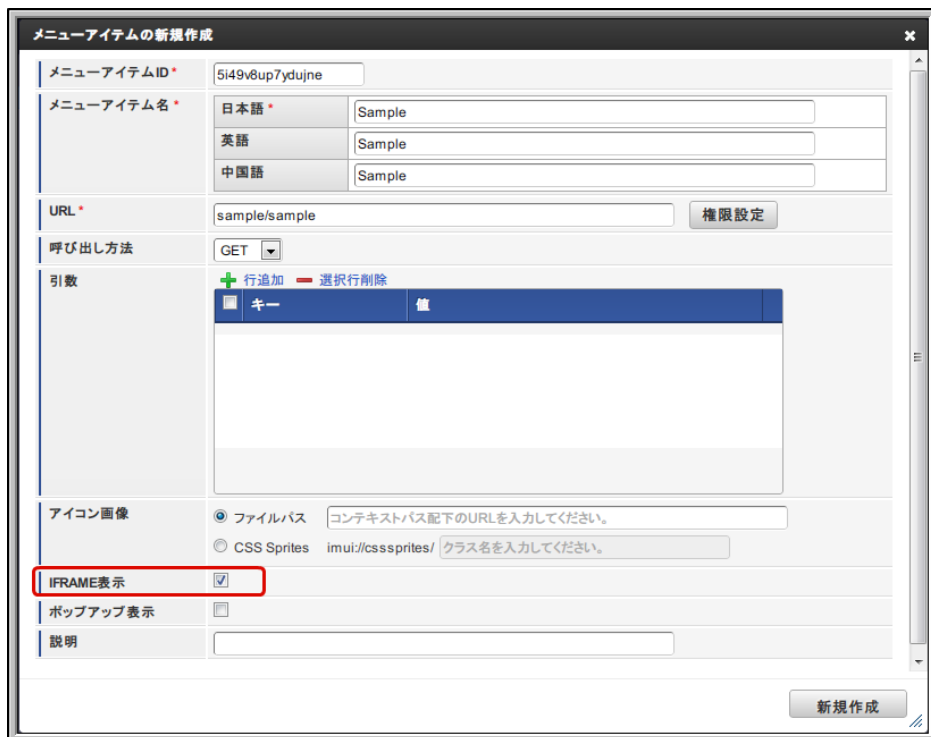 メニューアイテムの新規作成
メニューアイテムID*
5i49v8up7ydujne
メニューアイテム名 *
日本語 *
Sample
英語
Sample
中国語
Sample
URL *
sample/sample
権限設定
呼び出し方法
GET
引数
行追加 選択行削除
キー 値
アイコン画像
ファイルパス コンテキストパス配下のURLを入力してください。
CSS Sprites imui://csssprites/ クラス名を入力してください。
IFRAME表示
ポップアップ表示
説明
新規作成